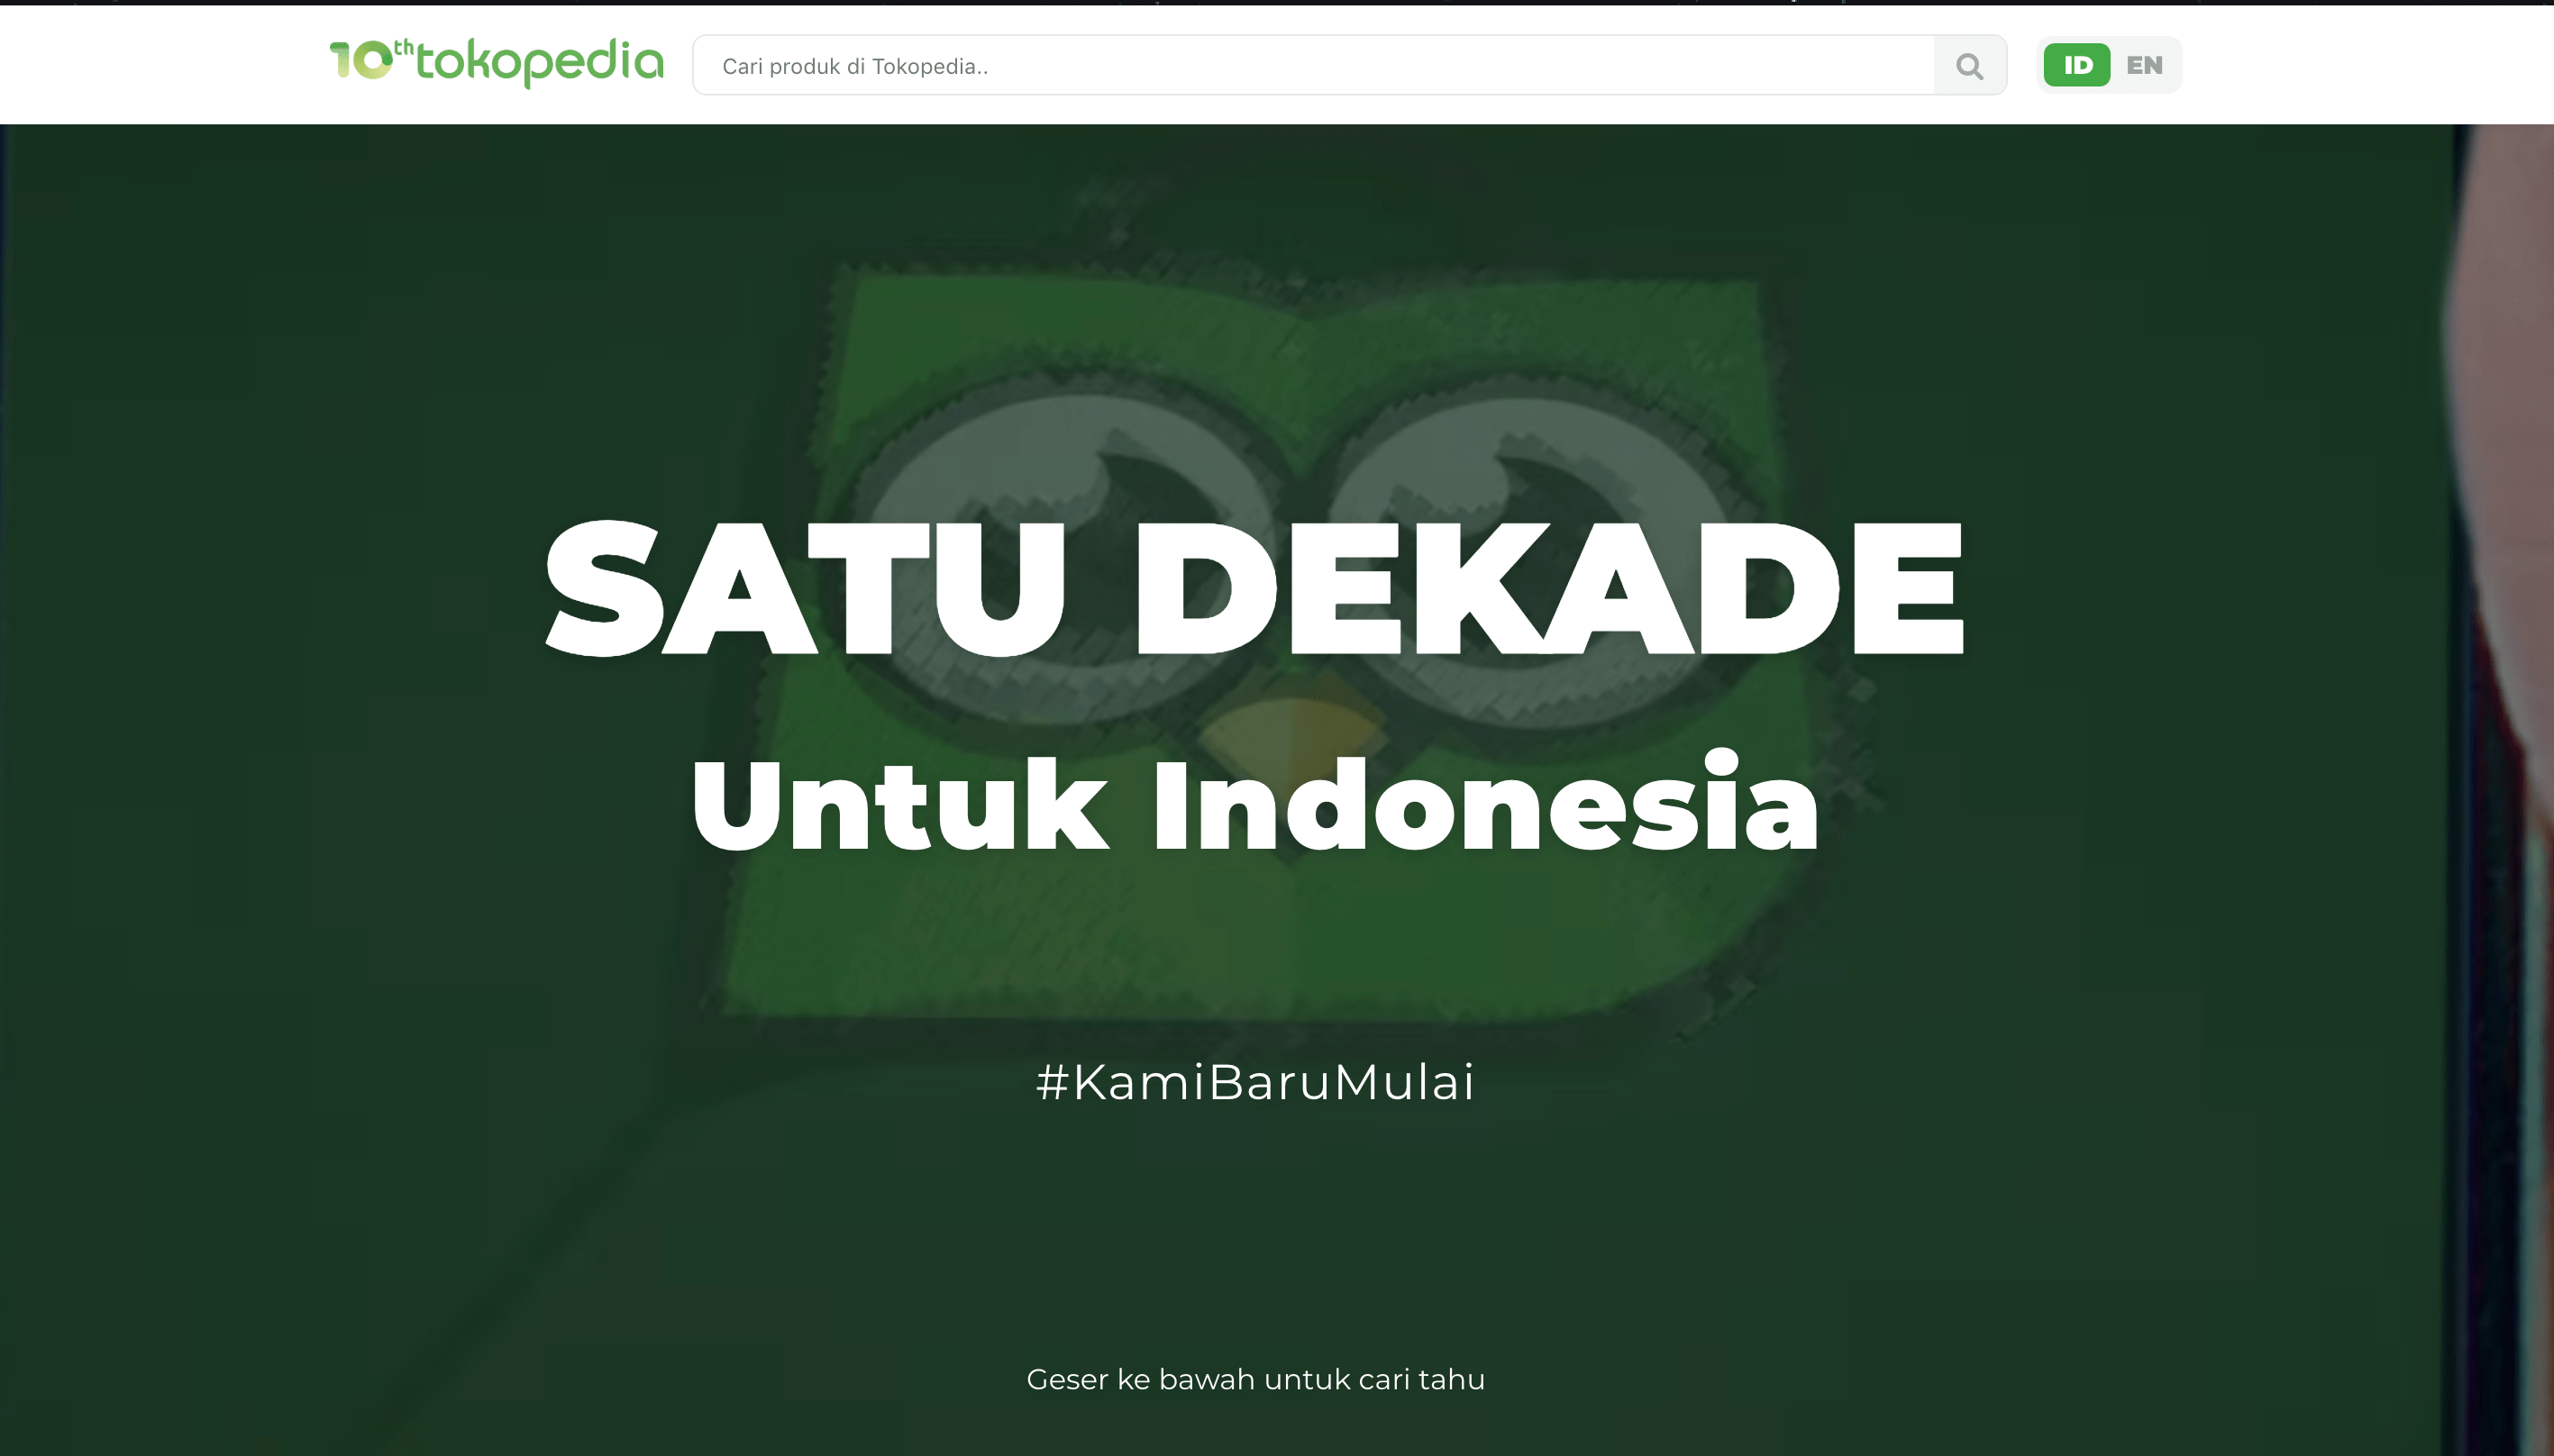 10th tokopedia
Cari produk di Tokopedia..
ID EN
SATU DEKADE
Untuk Indonesia
#KamiBaruMulai
Geser ke bawah untuk cari tahu